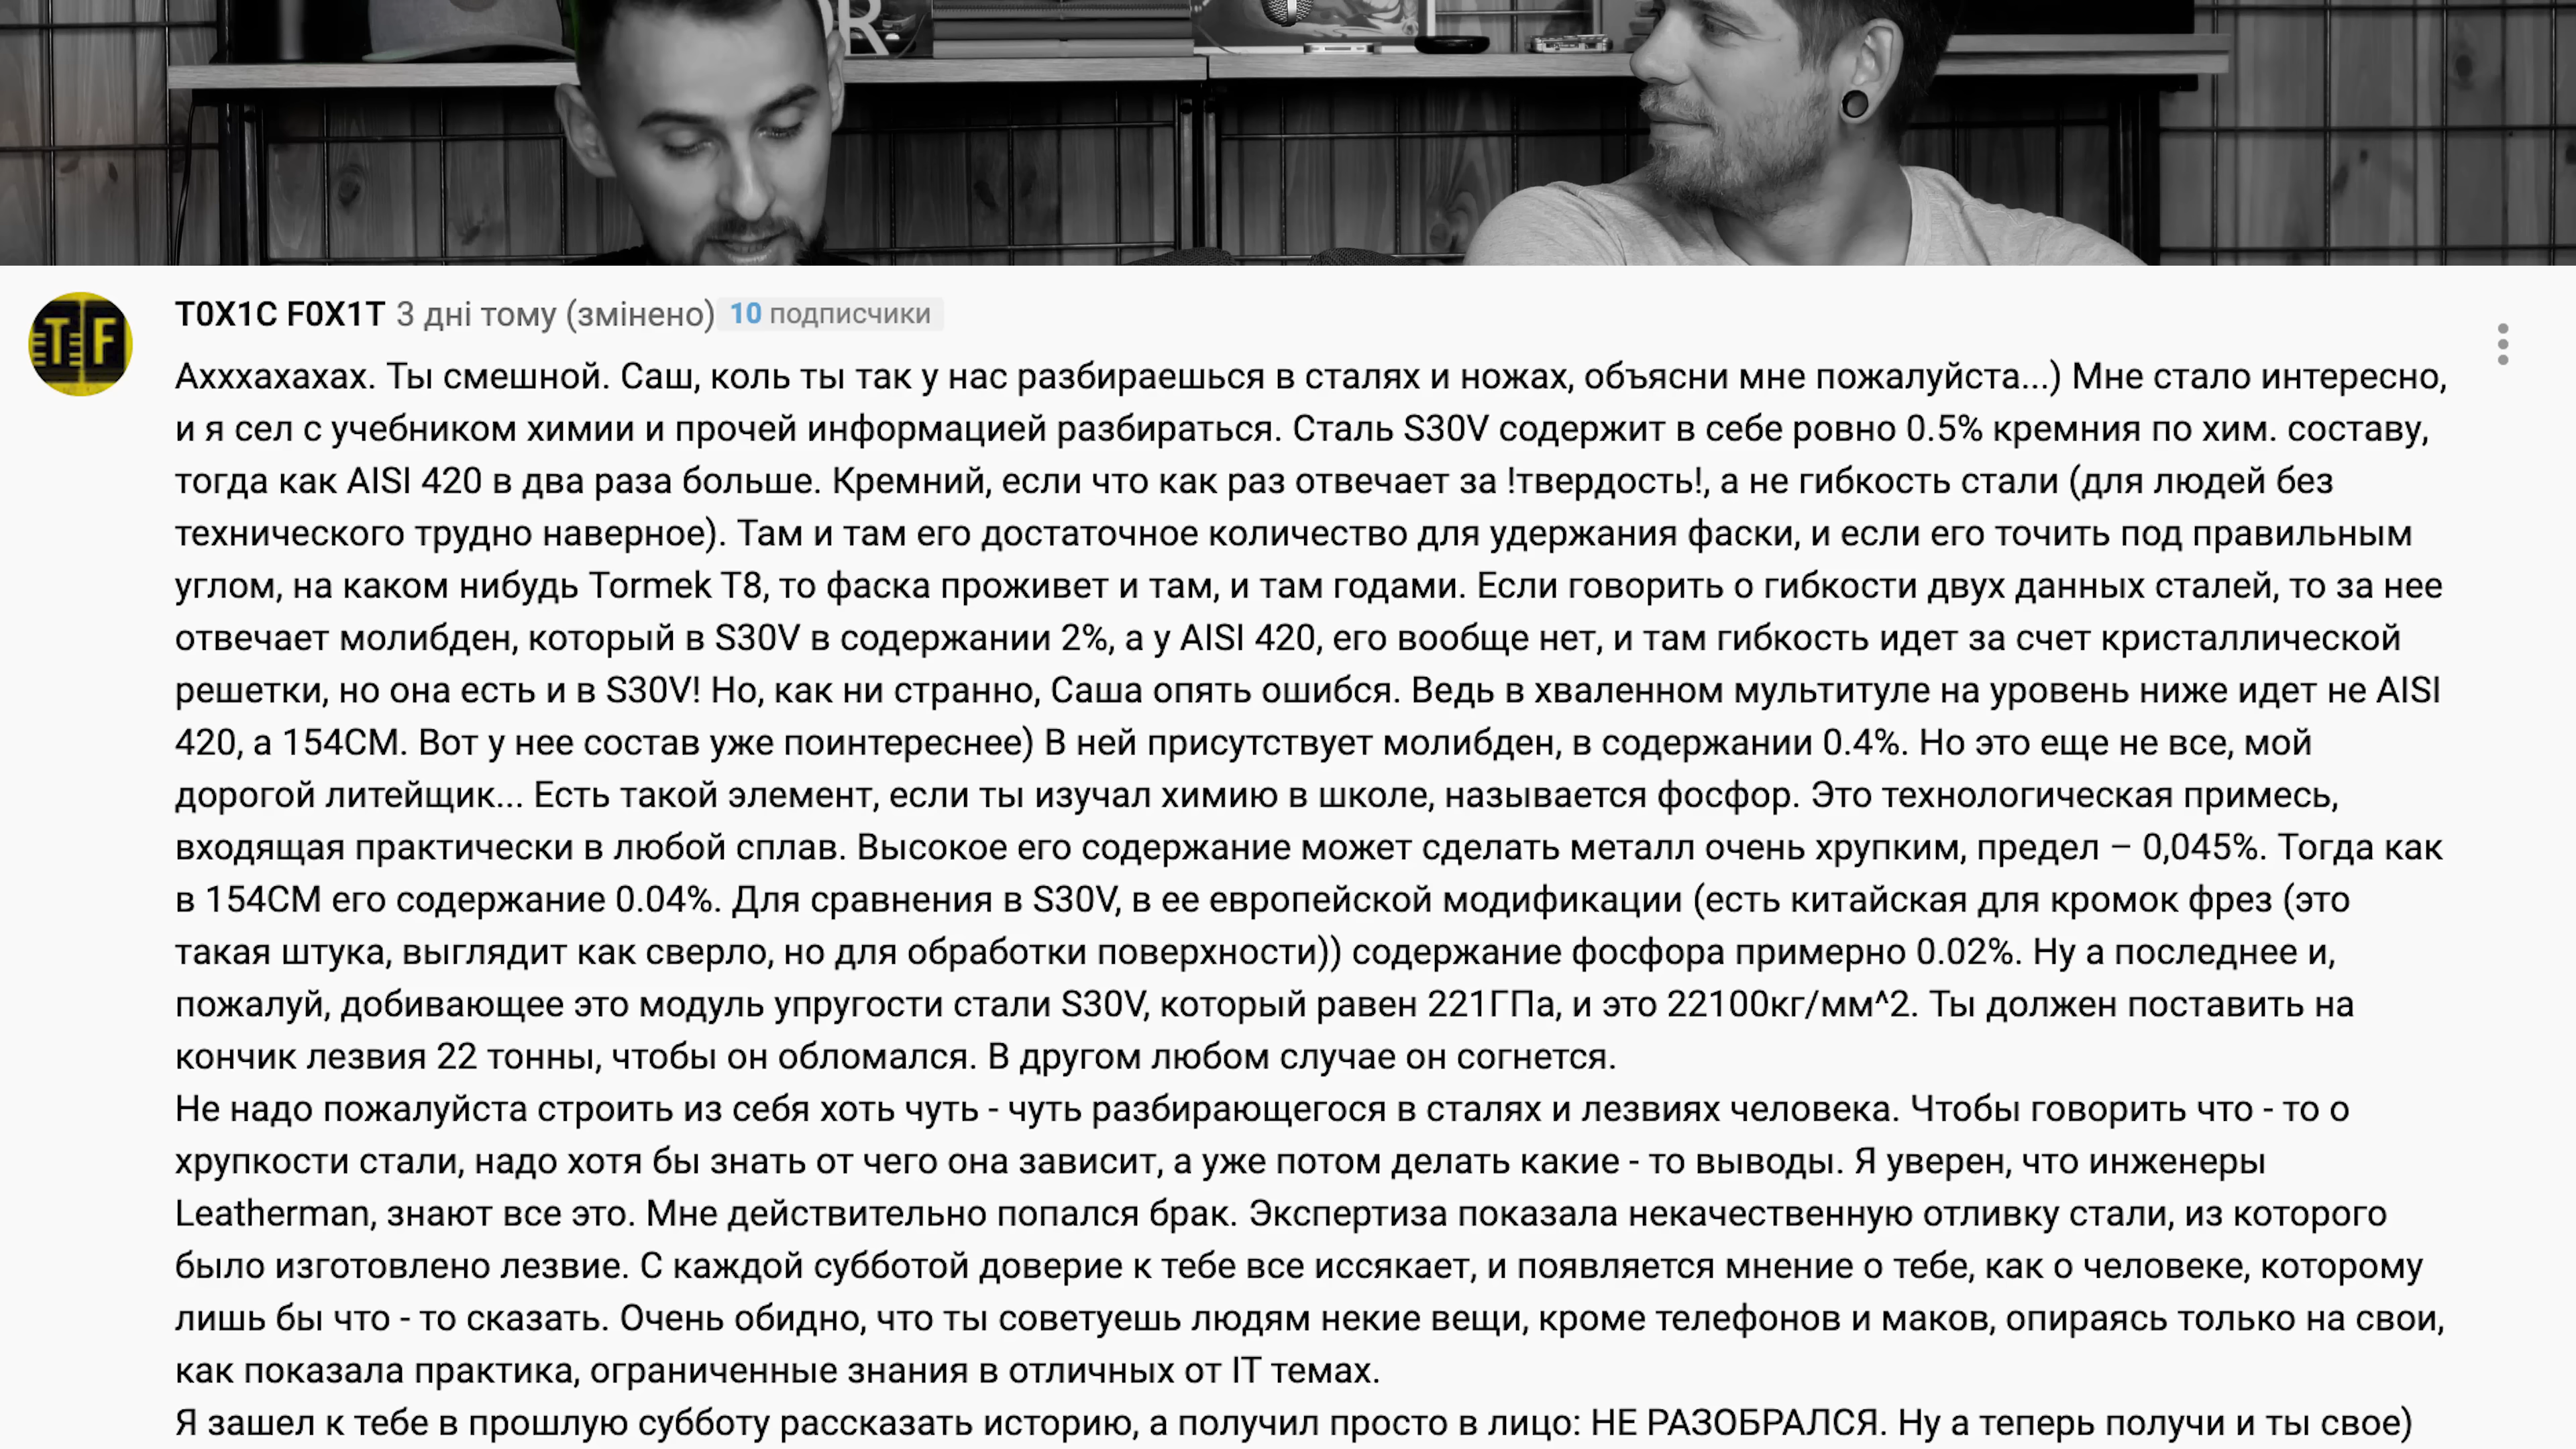 OR
TF
T0X1C F0X1T 3 дні тому (змінено) 10 подписчики
Ахххахахах. Ты смешной. Саш, коль ты так у нас разбираешься в сталях и ножах, объясни мне пожалуйста...) Мне стало интересно,
и я сел с учебником химии и прочей информацией разбираться. Сталь S30V содержит в себе ровно 0.5% кремния по хим. составу,
тогда как AISI 420 в два раза больше. Кремний, если что как раз отвечает за !твердость!, а не гибкость стали (для людей без
технического трудно наверное). Там и там его достаточное количество для удержания фаски, и если его точить под правильным
углом, на каком нибудь Tormek T8, то фаска проживет и там, и там годами. Если говорить о гибкости двух данных сталей, то за нее
отвечает молибден, который в S30V в содержании 2%, а у AISI 420, его вообще нет, и там гибкость идет за счет кристаллической
решетки, но она есть и в S30V! Но, как ни странно, Саша опять ошибся. Ведь в хваленном мультитуле на уровень ниже идет не AISI
420, а 154CM. Вот у нее состав уже поинтереснее) В ней присутствует молибден, в содержании 0.4%. Но это еще не все, мой
дорогой литейщик... Есть такой элемент, если ты изучал химию в школе, называется фосфор. Это технологическая примесь,
входящая практически в любой сплав. Высокое его содержание может сделать металл очень хрупким, предел – 0,045%. Тогда как
в 154CM его содержание 0.04%. Для сравнения в S30V, в ее европейской модификации (есть китайская для кромок фрез (это
такая штука, выглядит как сверло, но для обработки поверхности)) содержание фосфора примерно 0.02%. Ну а последнее и,
пожалуй, добивающее это модуль упругости стали S30V, который равен 221ГПа, и это 22100кг/мм^2. Ты должен поставить на
кончик лезвия 22 тонны, чтобы он обломался. В другом любом случае он согнется.
Не надо пожалуйста строить из себя хоть чуть - чуть разбирающегося в сталях и лезвиях человека. Чтобы говорить что - то о
хрупкости стали, надо хотя бы знать от чего она зависит, а уже потом делать какие - то выводы. Я уверен, что инженеры
Leatherman, знают все это. Мне действительно попался брак. Экспертиза показала некачественную отливку стали, из которого
было изготовлено лезвие. С каждой субботой доверие к тебе все иссякает, и появляется мнение о тебе, как о человеке, которому
лишь бы что - то сказать. Очень обидно, что ты советуешь людям некие вещи, кроме телефонов и маков, опираясь только на свои,
как показала практика, ограниченные знания в отличных от IT темах.
Я зашел к тебе в прошлую субботу рассказать историю, а получил просто в лицо: НЕ РАЗОБРАЛСЯ. Ну а теперь получи и ты свое)